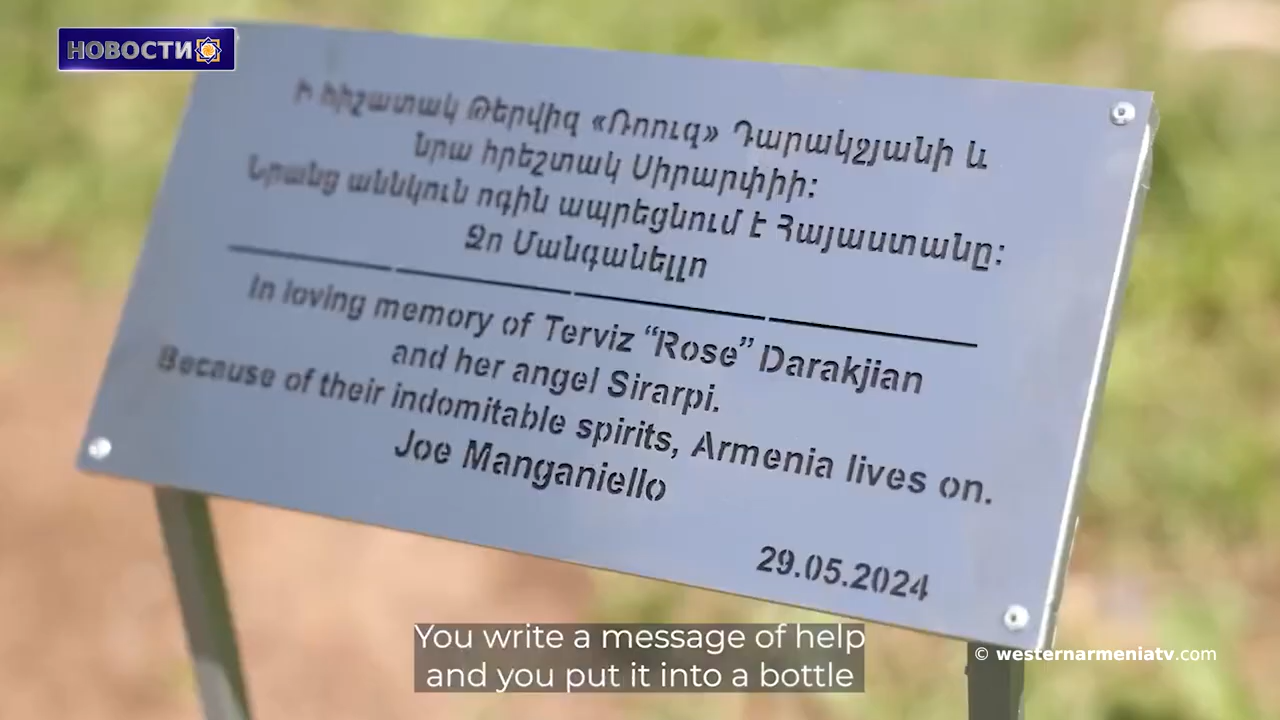 НОВОСТИ
Ի հիշատակ Թերվիզ «Ռոուզ» Դարակջյանի և
նրա հրեշտակ Սիրարփիի:
Նրանց աննկուն ոգին ապրեցնում է Հայաստանը:
Ջո Մանգանելլո
In loving memory of Terviz “Rose” Darakjian
and her angel Sirarpi.
Because of their indomitable spirits, Armenia lives on.
Joe Manganiello
29.05.2024
You write a message of help
and you put it into a bottle
© westernarmeniatv.com